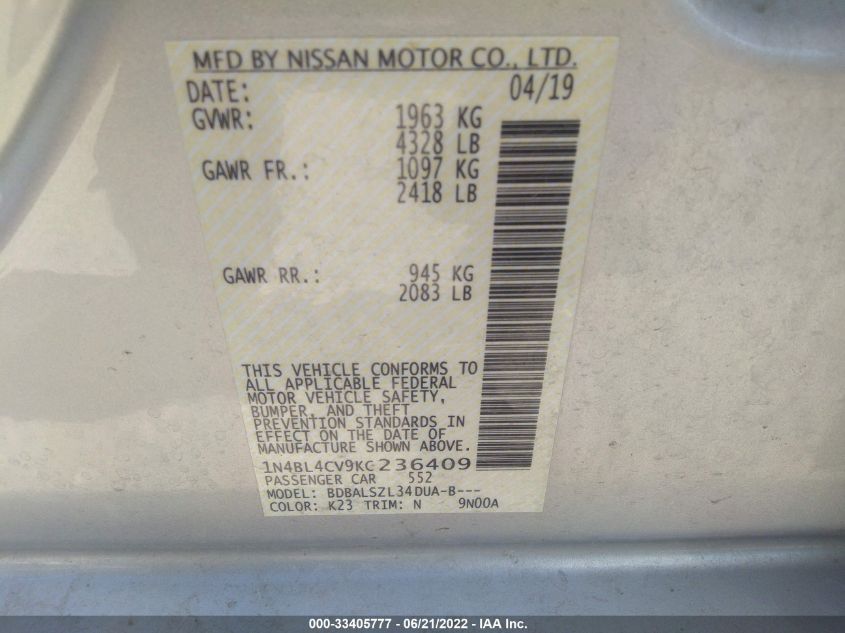 MFD BY NISSAN MOTOR CO., LTD.
DATE: 04/19
GVWR: 1963 KG
4328 LB
GAWR FR.: 1097 KG
2418 LB
GAWR RR.: 945 KG
2083 LB
THIS VEHICLE CONFORMS TO
ALL APPLICABLE FEDERAL
MOTOR VEHICLE SAFETY,
BUMPER, AND THEFT
PREVENTION STANDARDS IN
EFFECT ON THE DATE OF
MANUFACTURE SHOWN ABOVE.
1N4BL4CV9KC236409
PASSENGER CAR 552
MODEL: BDBALSZL34DUA-B---
COLOR: K23 TRIM: N 9N00A
000-33405777 - 06/21/2022 - IAA Inc.